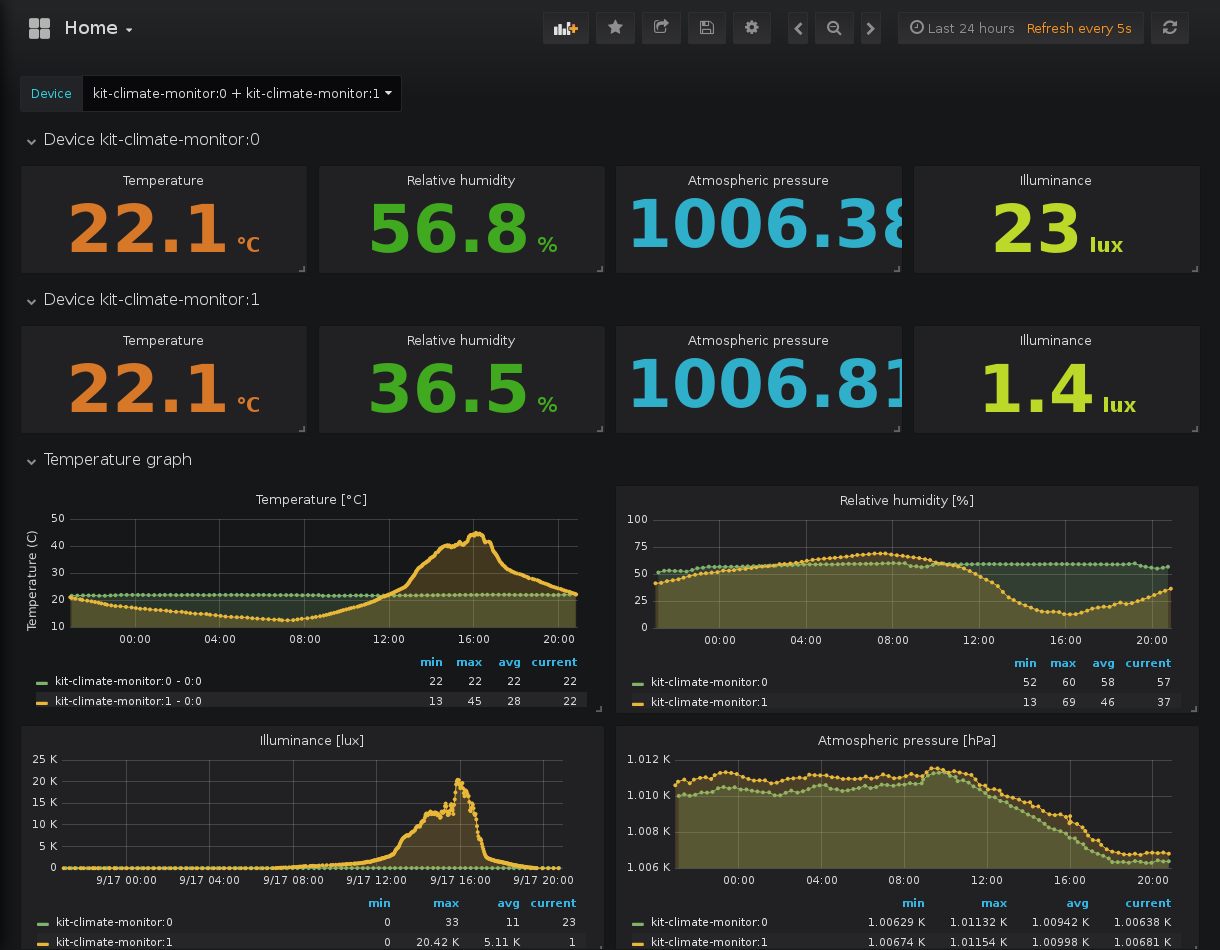 Home
Last 24 hours Refresh every 5s
Device kit-climate-monitor:0 + kit-climate-monitor:1
Device kit-climate-monitor:0
Temperature Relative humidity Atmospheric pressure Illuminance
22.1 °C 56.8 % 1006.38 23 lux
Device kit-climate-monitor:1
Temperature Relative humidity Atmospheric pressure Illuminance
22.1 °C 36.5 % 1006.81 1.4 lux
Temperature graph
Temperature [°C]
Temperature (C)
50
40
30
20
10
00:00 04:00 08:00 12:00 16:00 20:00
min max avg current
kit-climate-monitor:0 - 0:0 22 22 22 22
kit-climate-monitor:1 - 0:0 13 45 28 22
Relative humidity [%]
100
75
50
25
0
00:00 04:00 08:00 12:00 16:00 20:00
min max avg current
kit-climate-monitor:0 52 60 58 57
kit-climate-monitor:1 13 69 46 37
Illuminance [lux]
25 K
20 K
15 K
10 K
5 K
0
9/17 00:00 9/17 04:00 9/17 08:00 9/17 12:00 9/17 16:00 9/17 20:00
min max avg current
kit-climate-monitor:0 0 33 11 23
kit-climate-monitor:1 0 20.42 K 5.11 K 1
Atmospheric pressure [hPa]
1.012 K
1.010 K
1.008 K
1.006 K
00:00 04:00 08:00 12:00 16:00 20:00
min max avg current
kit-climate-monitor:0 1.00629 K 1.01132 K 1.00942 K 1.00638 K
kit-climate-monitor:1 1.00674 K 1.01154 K 1.00998 K 1.00681 K